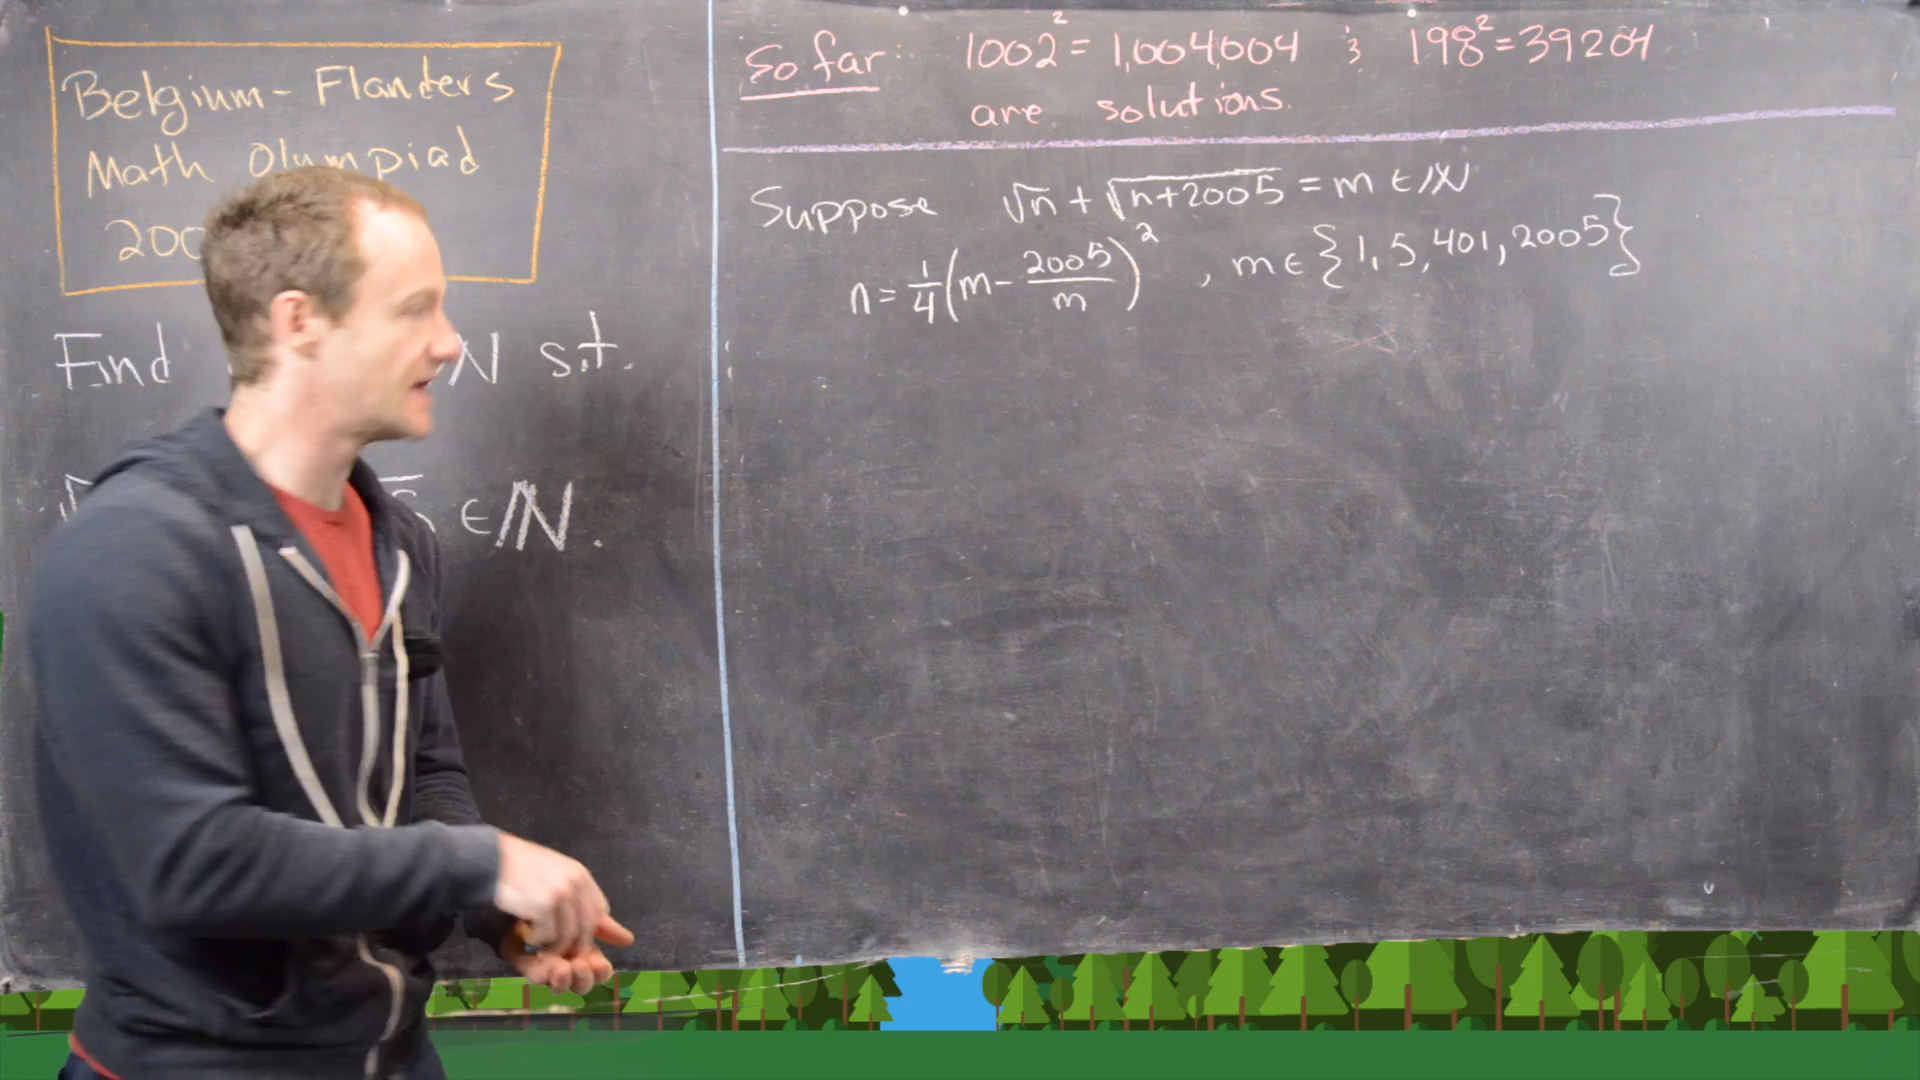 Belgium - Flanders
Math Olympiad
200
Find N s.t.
∈ ℕ.
So far: 1002² = 1,004,004 & 198² = 39204
are solutions.
Suppose √n + √(n+2005) = m ∈ ℕ
n = 1/4 (m - 2005/m)² , m ∈ {1, 5, 401, 2005}